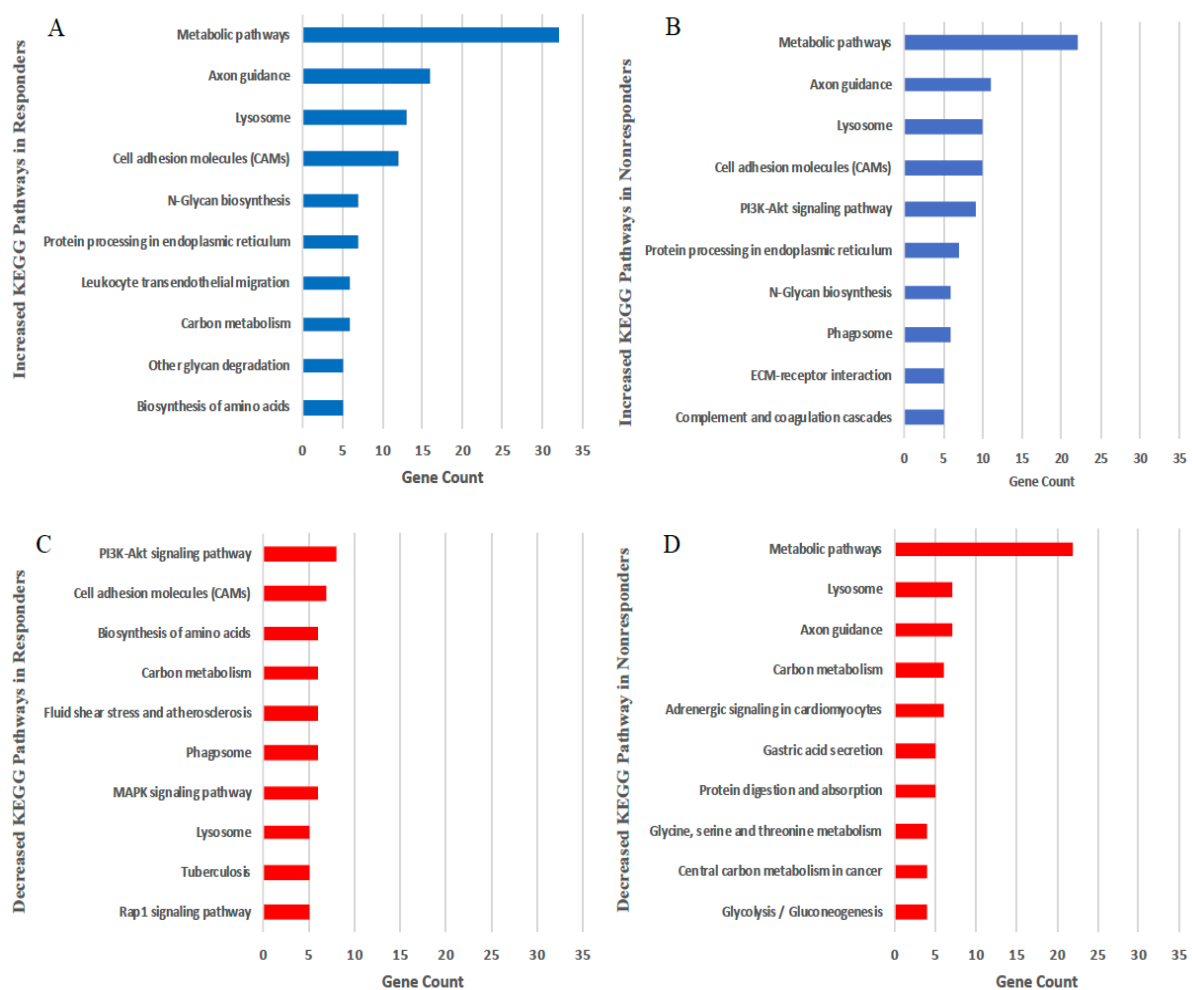 A
Increased KEGG Pathways in Responders
Metabolic pathways
Axon guidance
Lysosome
Cell adhesion molecules (CAMs)
N-Glycan biosynthesis
Protein processing in endoplasmic reticulum
Leukocyte transendothelial migration
Carbon metabolism
Other glycan degradation
Biosynthesis of amino acids
0 5 10 15 20 25 30 35
Gene Count
B
Increased KEGG Pathways in Nonresponders
Metabolic pathways
Axon guidance
Lysosome
Cell adhesion molecules (CAMs)
PI3K-Akt signaling pathway
Protein processing in endoplasmic reticulum
N-Glycan biosynthesis
Phagosome
ECM-receptor interaction
Complement and coagulation cascades
0 5 10 15 20 25 30 35
Gene Count
C
Decreased KEGG Pathways in Responders
PI3K-Akt signaling pathway
Cell adhesion molecules (CAMs)
Biosynthesis of amino acids
Carbon metabolism
Fluid shear stress and atherosclerosis
Phagosome
MAPK signaling pathway
Lysosome
Tuberculosis
Rap1 signaling pathway
0 5 10 15 20 25 30 35
Gene Count
D
Decreased KEGG Pathway in Nonresponders
Metabolic pathways
Lysosome
Axon guidance
Carbon metabolism
Adrenergic signaling in cardiomyocytes
Gastric acid secretion
Protein digestion and absorption
Glycine, serine and threonine metabolism
Central carbon metabolism in cancer
Glycolysis / Gluconeogenesis
0 5 10 15 20 25 30 35
Gene Count